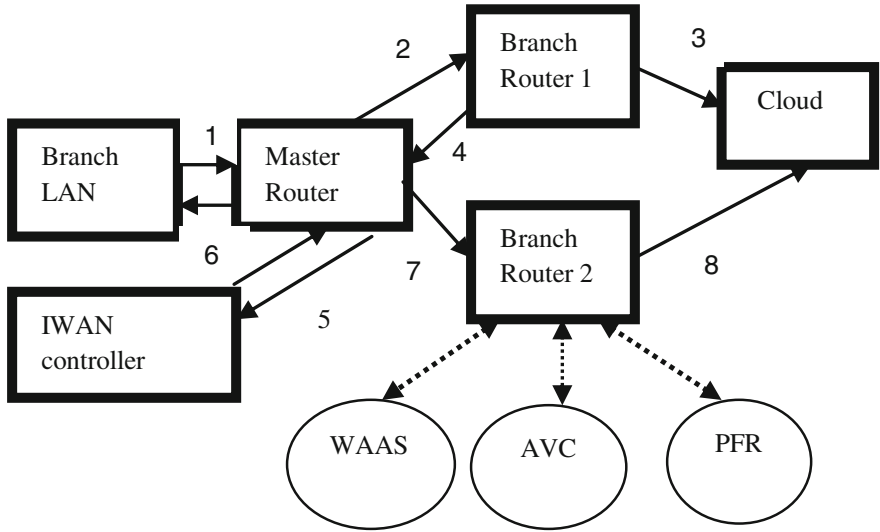 2
Branch
Router 1
3
Cloud
1
Branch
LAN
Master
Router
4
6
7
Branch
Router 2
8
IWAN
controller
5
WAAS
AVC
PFR